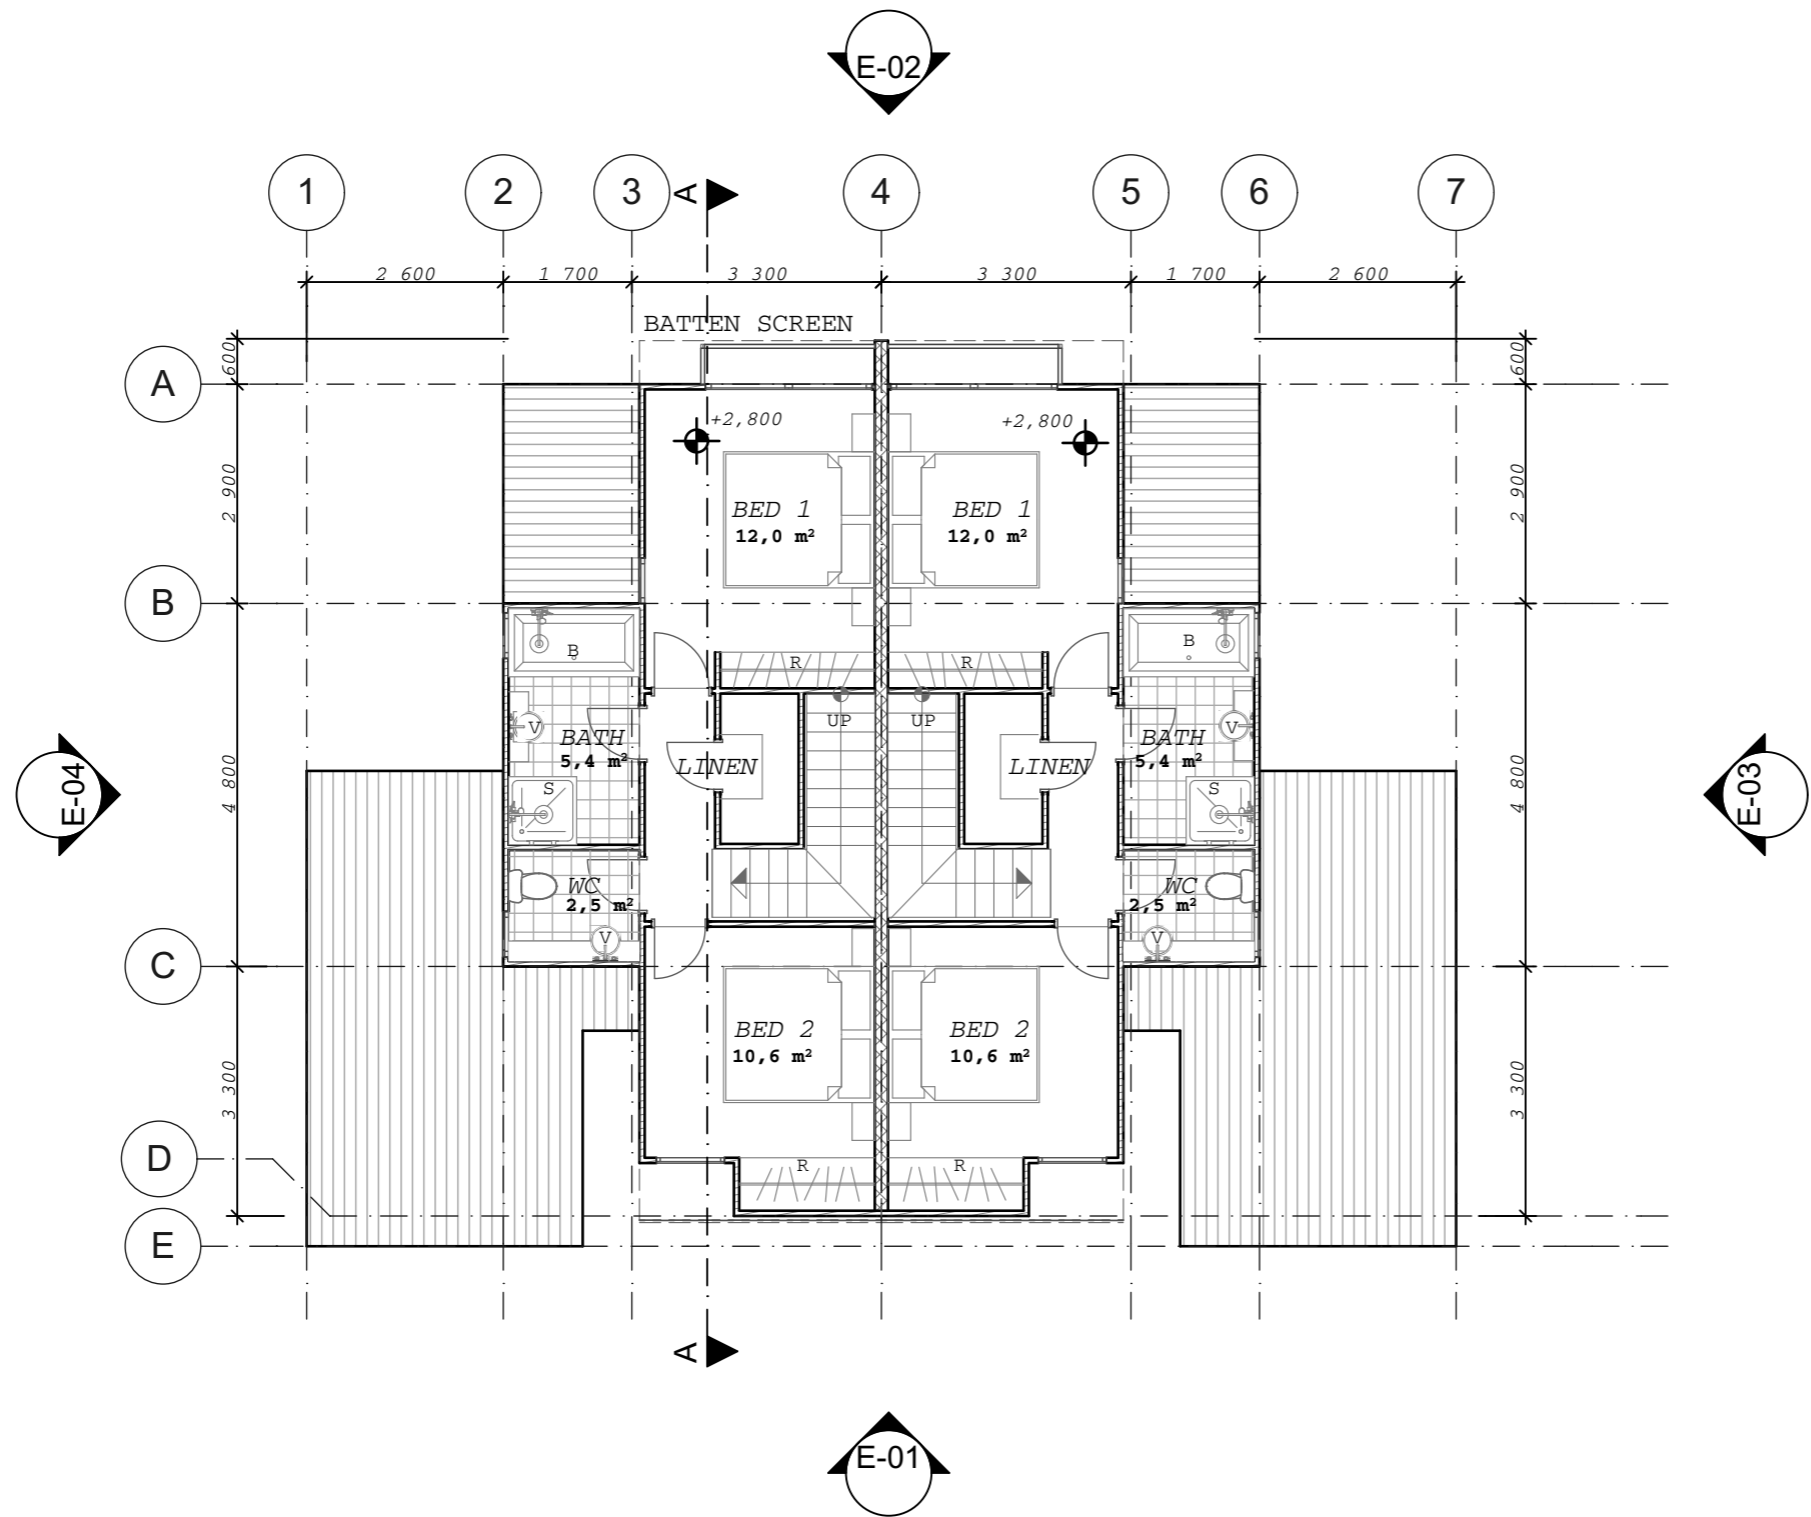 E-02
1 2 3 A 4 5 6 7
2 600 1 700 3 300 3 300 1 700 2 600
BATTEN SCREEN
600 600
A
+2,800 +2,800
2 900 2 900
BED 1 BED 1
12,0 m² 12,0 m²
B
B B
R R
UP UP
V V
BATH BATH
5,4 m² 5,4 m²
LINEN LINEN
4 800 4 800
S S
E-04 E-03
WC WC
2,5 m² 2,5 m²
V V
C
BED 2 BED 2
10,6 m² 10,6 m²
3 300 3 300
D
R R
E
A
E-01